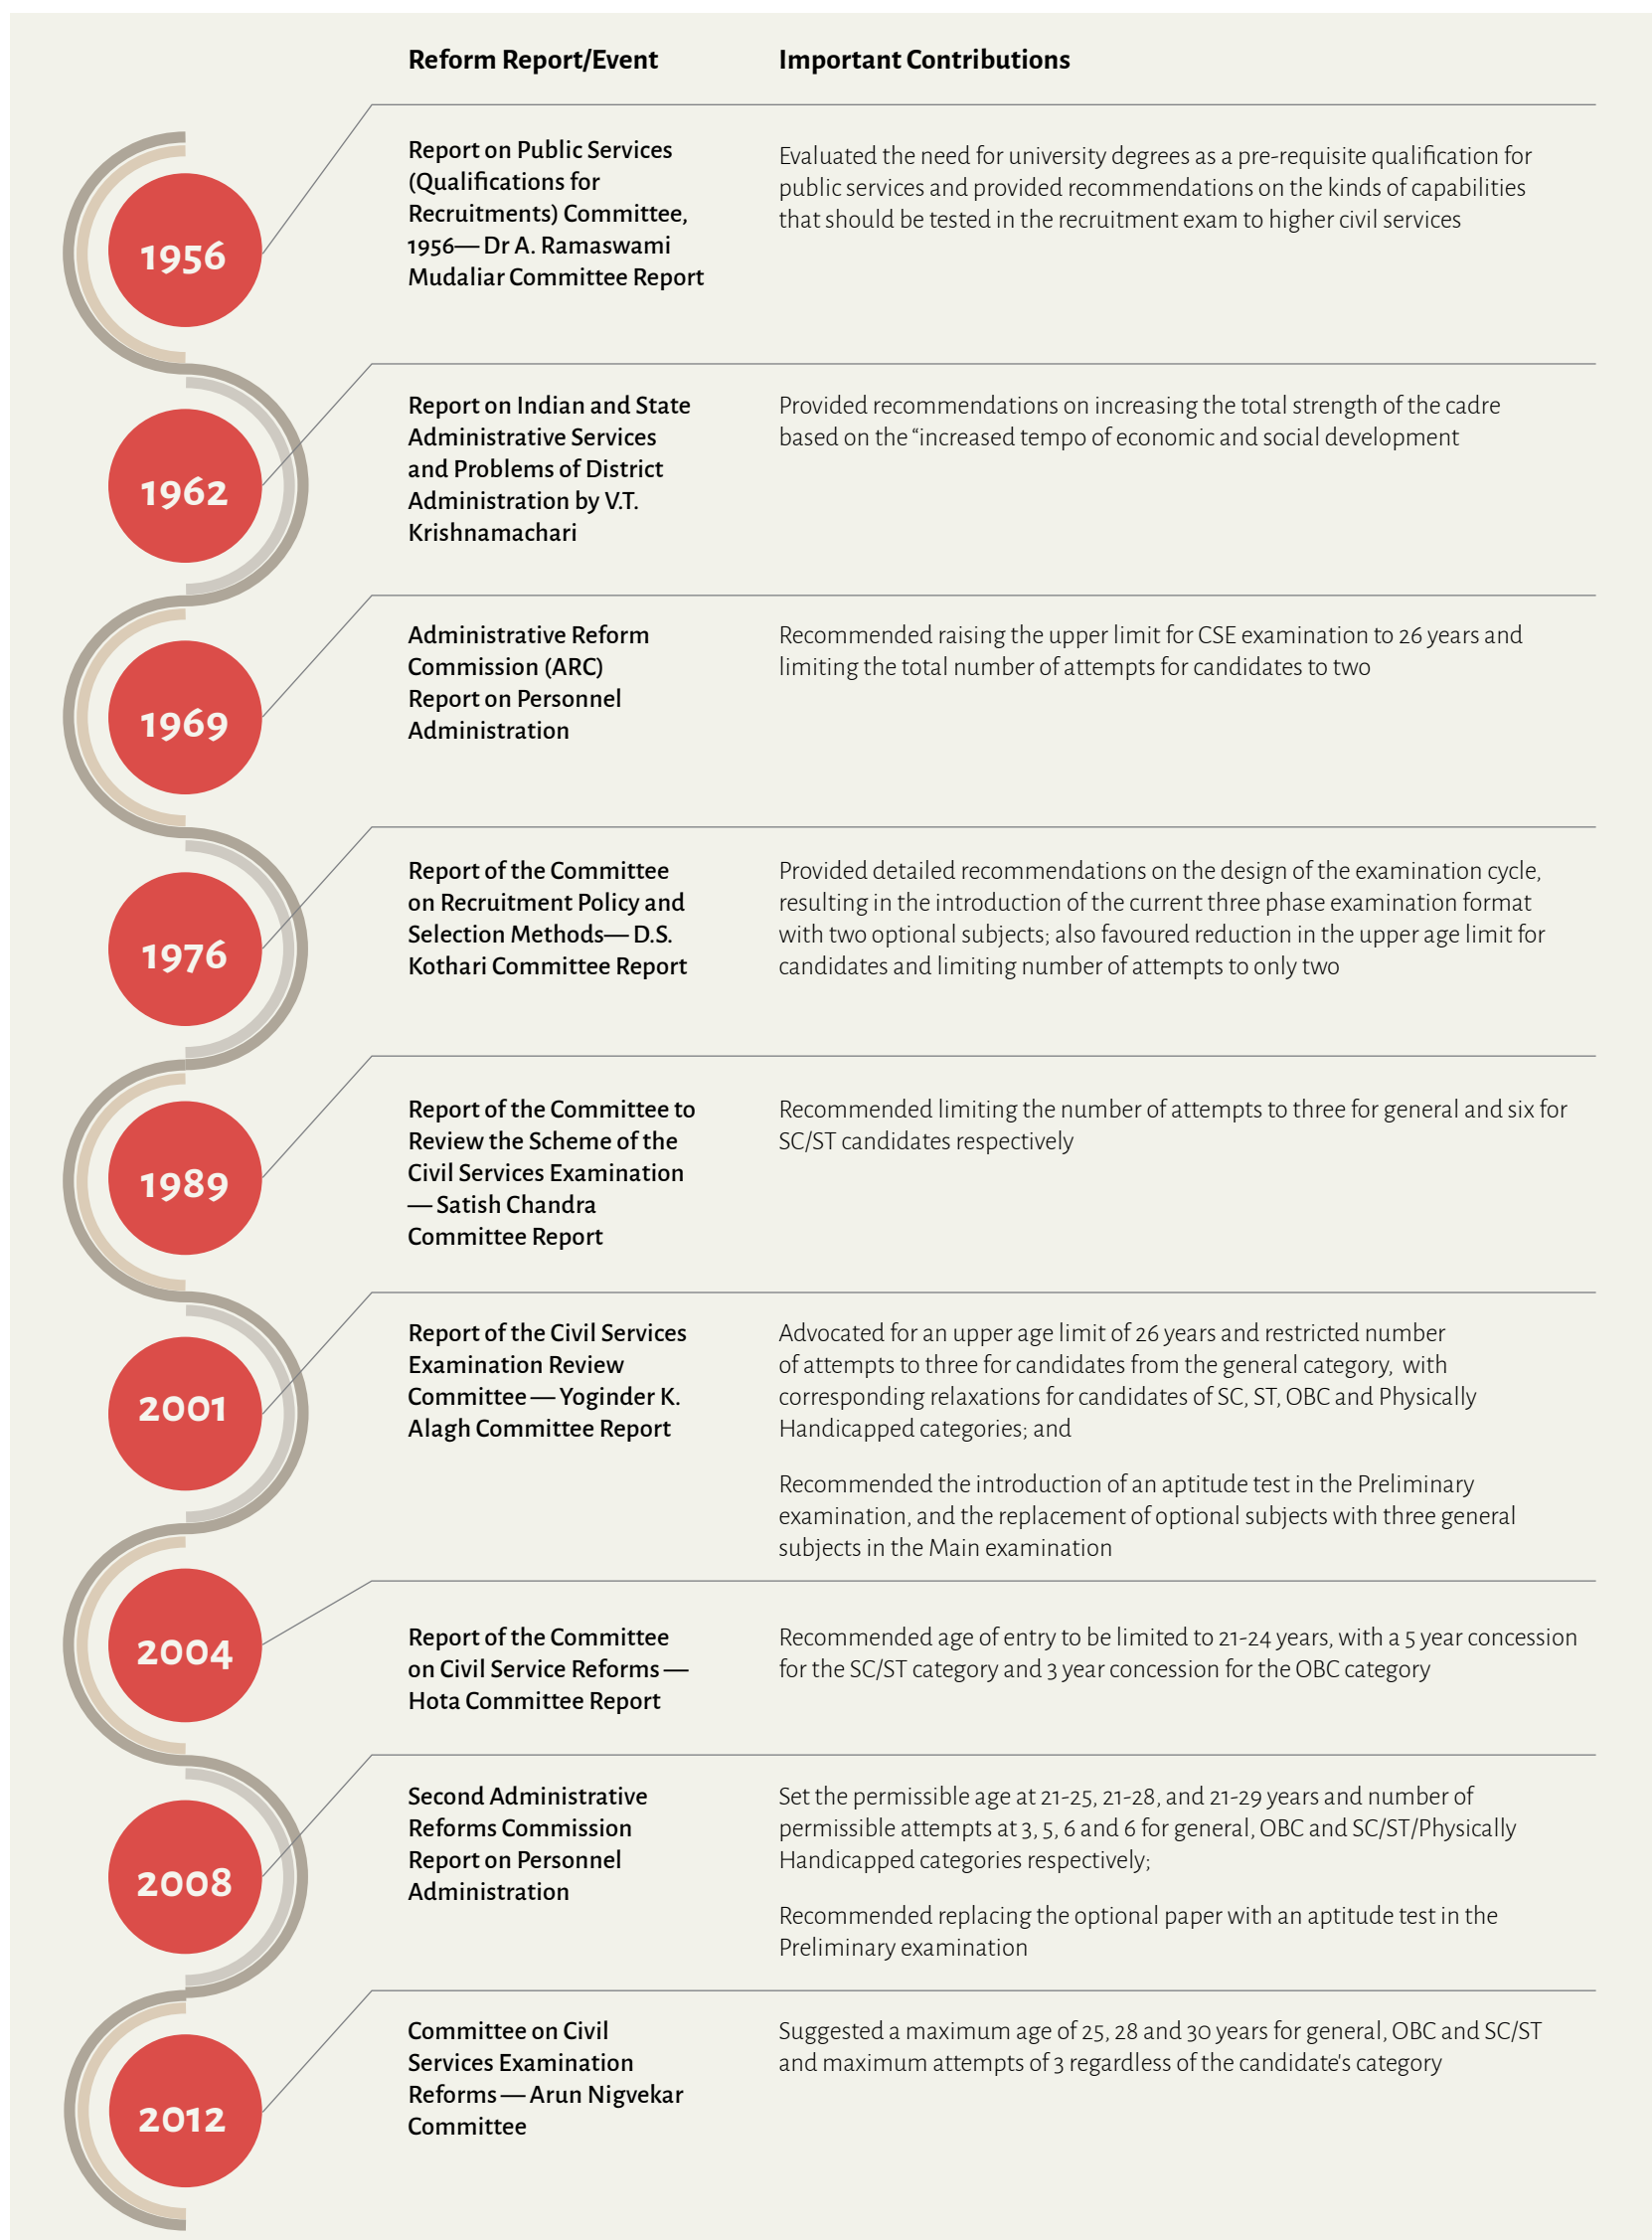 Reform Report/Event
Important Contributions
1956
Report on Public Services
(Qualifications for
Recruitments) Committee,
1956— Dr A. Ramaswami
Mudaliar Committee Report
Evaluated the need for university degrees as a pre-requisite qualification for
public services and provided recommendations on the kinds of capabilities
that should be tested in the recruitment exam to higher civil services
1962
Report on Indian and State
Administrative Services
and Problems of District
Administration by V.T.
Krishnamachari
Provided recommendations on increasing the total strength of the cadre
based on the “increased tempo of economic and social development
1969
Administrative Reform
Commission (ARC)
Report on Personnel
Administration
Recommended raising the upper limit for CSE examination to 26 years and
limiting the total number of attempts for candidates to two
1976
Report of the Committee
on Recruitment Policy and
Selection Methods— D.S.
Kothari Committee Report
Provided detailed recommendations on the design of the examination cycle,
resulting in the introduction of the current three phase examination format
with two optional subjects; also favoured reduction in the upper age limit for
candidates and limiting number of attempts to only two
1989
Report of the Committee to
Review the Scheme of the
Civil Services Examination
— Satish Chandra
Committee Report
Recommended limiting the number of attempts to three for general and six for
SC/ST candidates respectively
2001
Report of the Civil Services
Examination Review
Committee — Yoginder K.
Alagh Committee Report
Advocated for an upper age limit of 26 years and restricted number
of attempts to three for candidates from the general category, with
corresponding relaxations for candidates of SC, ST, OBC and Physically
Handicapped categories; and
Recommended the introduction of an aptitude test in the Preliminary
examination, and the replacement of optional subjects with three general
subjects in the Main examination
2004
Report of the Committee
on Civil Service Reforms —
Hota Committee Report
Recommended age of entry to be limited to 21-24 years, with a 5 year concession
for the SC/ST category and 3 year concession for the OBC category
2008
Second Administrative
Reforms Commission
Report on Personnel
Administration
Set the permissible age at 21-25, 21-28, and 21-29 years and number of
permissible attempts at 3, 5, 6 and 6 for general, OBC and SC/ST/Physically
Handicapped categories respectively;
Recommended replacing the optional paper with an aptitude test in the
Preliminary examination
2012
Committee on Civil
Services Examination
Reforms — Arun Nigvekar
Committee
Suggested a maximum age of 25, 28 and 30 years for general, OBC and SC/ST
and maximum attempts of 3 regardless of the candidate's category